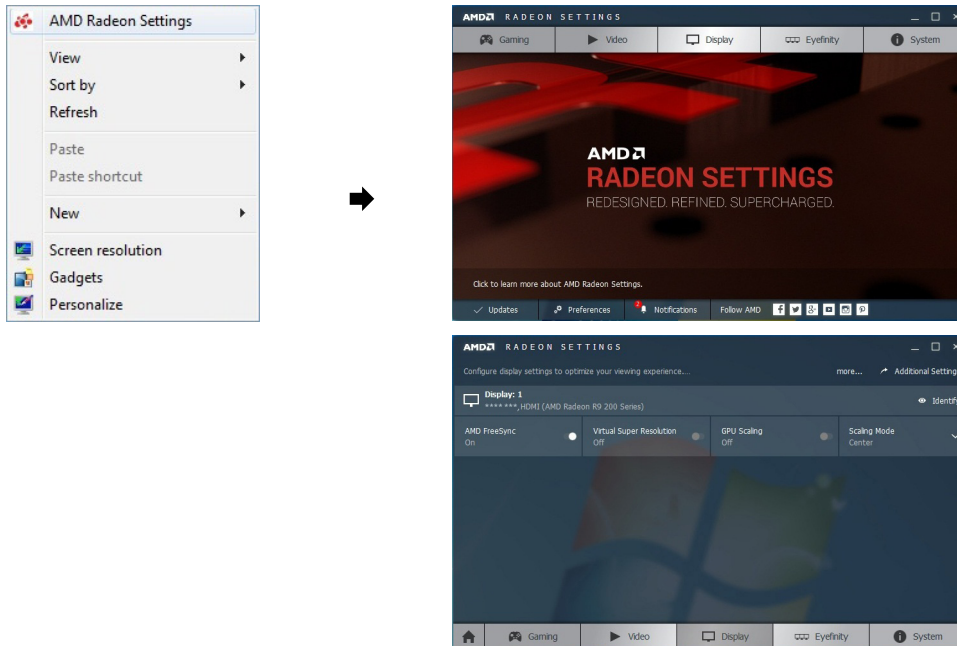 AMD Radeon Settings
View
Sort by
Refresh
Paste
Paste shortcut
New
Screen resolution
Gadgets
Personalize
AMD RADEON SETTINGS
Gaming Video Display Eyefinity System
AMD
RADEON SETTINGS
REDESIGNED. REFINED. SUPERCHARGED.
Click to learn more about AMD Radeon Settings.
Updates Preferences 2 Notifications Follow AMD
AMD RADEON SETTINGS
Configure display settings to optimize your viewing experience.... more... Additional Setting
Display: 1
**** ***,HDMI (AMD Radeon R9 200 Series) Identify
AMD FreeSync Virtual Super Resolution GPU Scaling Scaling Mode
On Off Off Center
Gaming Video Display Eyefinity System